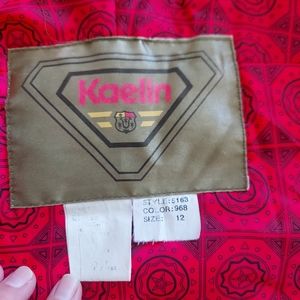 Kaelin
STYLE: 5163
COLOR: 968
SIZE: 12